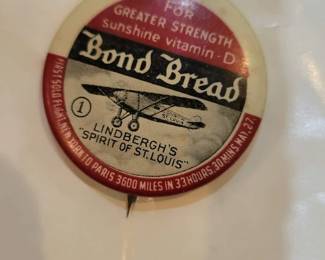 FOR
GREATER STRENGTH
sunshine vitamin-D
Bond Bread
1
LINDBERGH'S
"SPIRIT OF ST. LOUIS"
FIRST SOLO FLIGHT, NEW YORK TO PARIS 3600 MILES IN 33 HOURS, 30 MINS. MAY, 27.